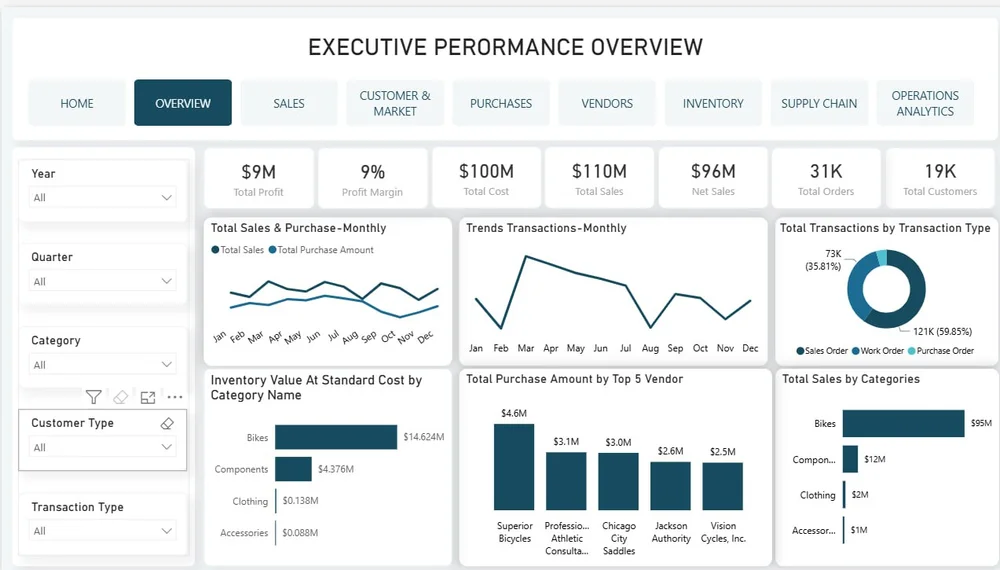 EXECUTIVE PERORMANCE OVERVIEW
HOME
OVERVIEW
SALES
CUSTOMER &
MARKET
PURCHASES
VENDORS
INVENTORY
SUPPLY CHAIN
OPERATIONS
ANALYTICS
Year
All
Quarter
All
Category
All
Customer Type
All
Transaction Type
All
$9M
Total Profit
9%
Profit Margin
$100M
Total Cost
$110M
Total Sales
$96M
Net Sales
31K
Total Orders
19K
Total Customers
Total Sales & Purchase-Monthly
Total Sales Total Purchase Amount
Jan Feb Mar Apr May Jun Jul Aug Sep Oct Nov Dec
Trends Transactions-Monthly
Jan Feb Mar Apr May Jun Jul Aug Sep Oct Nov Dec
Total Transactions by Transaction Type
73K
(35.81%)
121K (59.85%)
Sales Order Work Order Purchase Order
Inventory Value At Standard Cost by
Category Name
Bikes $14.624M
Components $4.376M
Clothing $0.138M
Accessories $0.088M
Total Purchase Amount by Top 5 Vendor
$4.6M $3.1M $3.0M $2.6M $2.5M
Superior
Bicycles
Professio...
Athletic
Consulta...
Chicago
City
Saddles
Jackson
Authority
Vision
Cycles, Inc.
Total Sales by Categories
Bikes $95M
Compon... $12M
Clothing $2M
Accessor... $1M